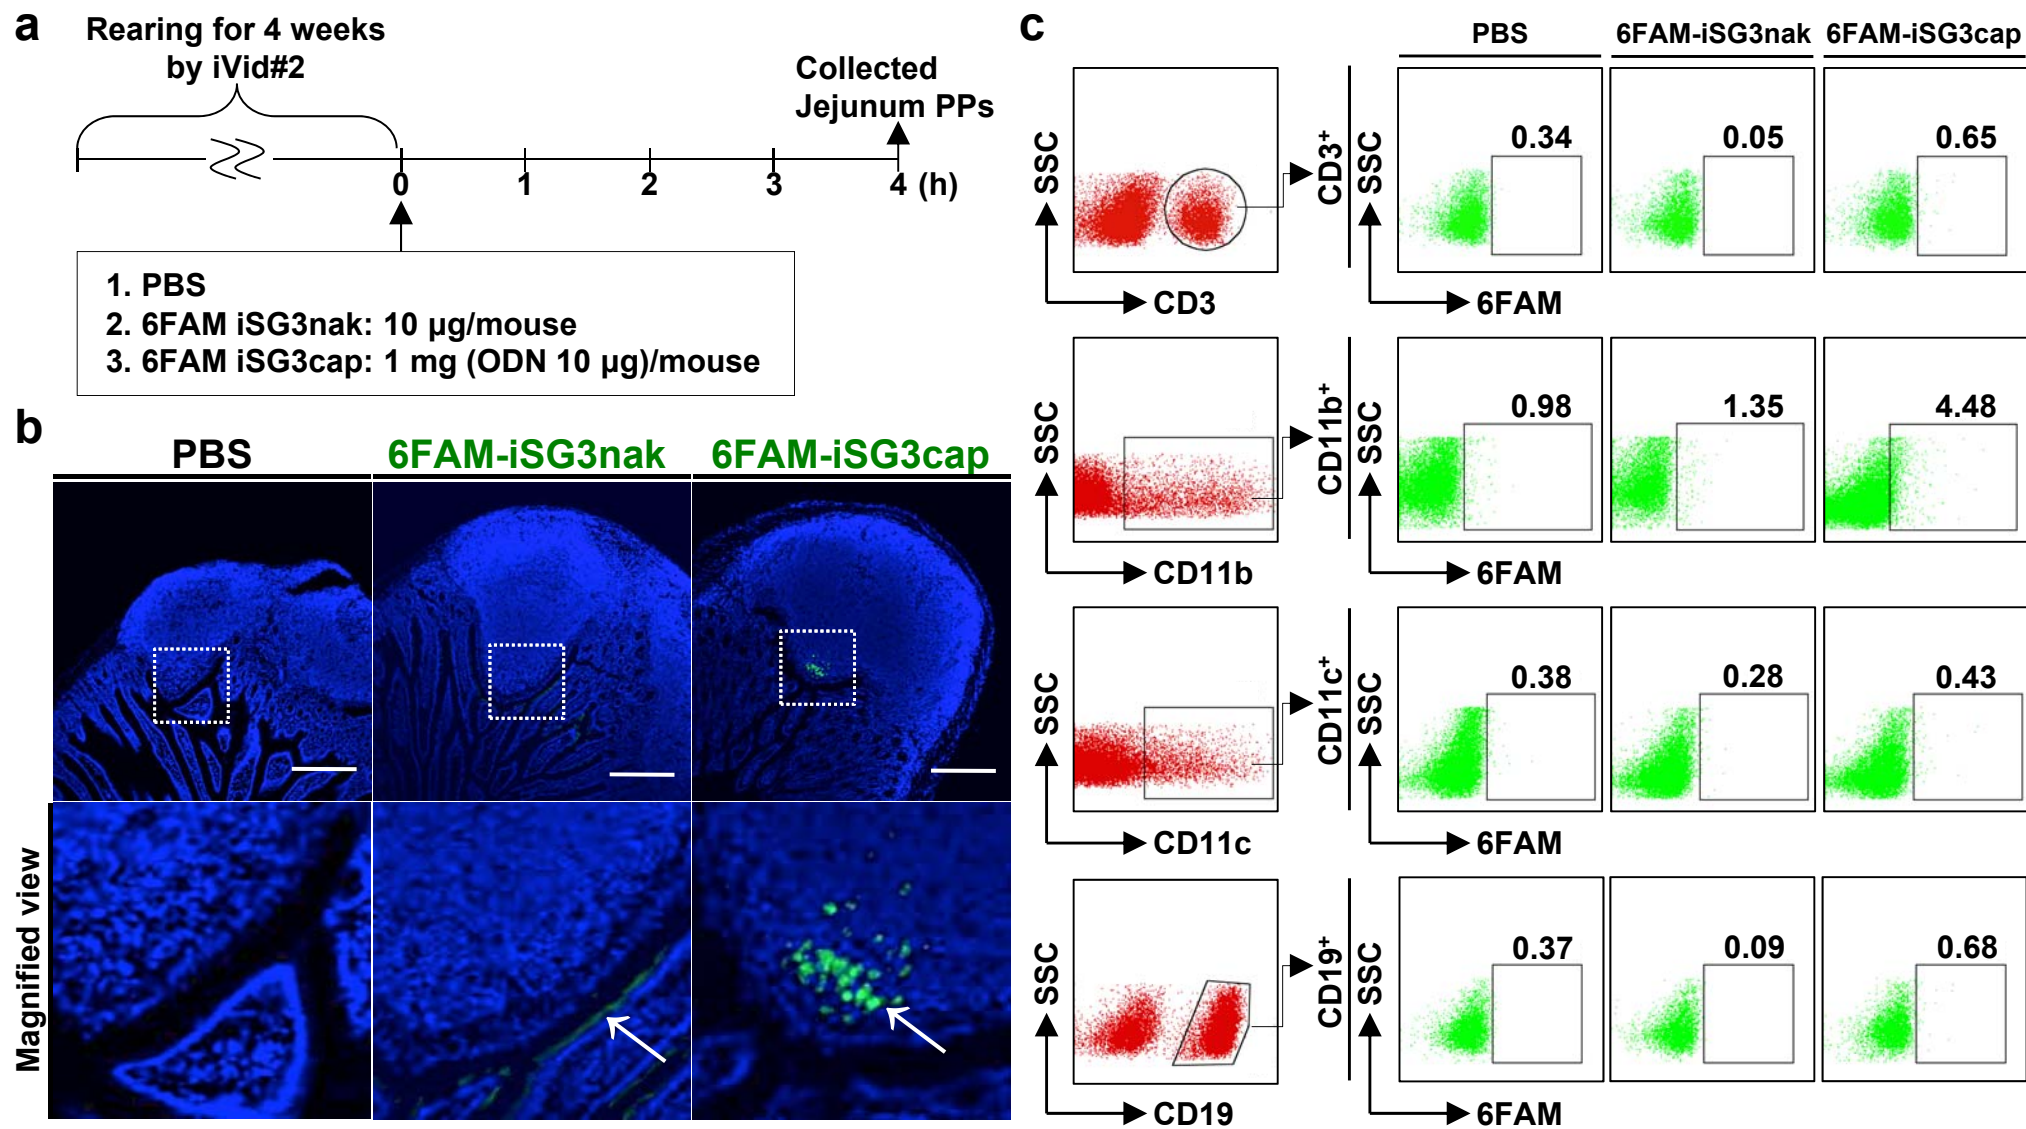 a
Rearing for 4 weeks
by iVid#2
Collected
Jejunum PPs
0 1 2 3 4 (h)
1. PBS
2. 6FAM iSG3nak: 10 µg/mouse
3. 6FAM iSG3cap: 1 mg (ODN 10 µg)/mouse
b
PBS 6FAM-iSG3nak 6FAM-iSG3cap
Magnified view
c
PBS 6FAM-iSG3nak 6FAM-iSG3cap
SSC CD3+ SSC 0.34 0.05 0.65
CD3 6FAM
SSC CD11b+ SSC 0.98 1.35 4.48
CD11b 6FAM
SSC CD11c+ SSC 0.38 0.28 0.43
CD11c 6FAM
SSC CD19+ SSC 0.37 0.09 0.68
CD19 6FAM